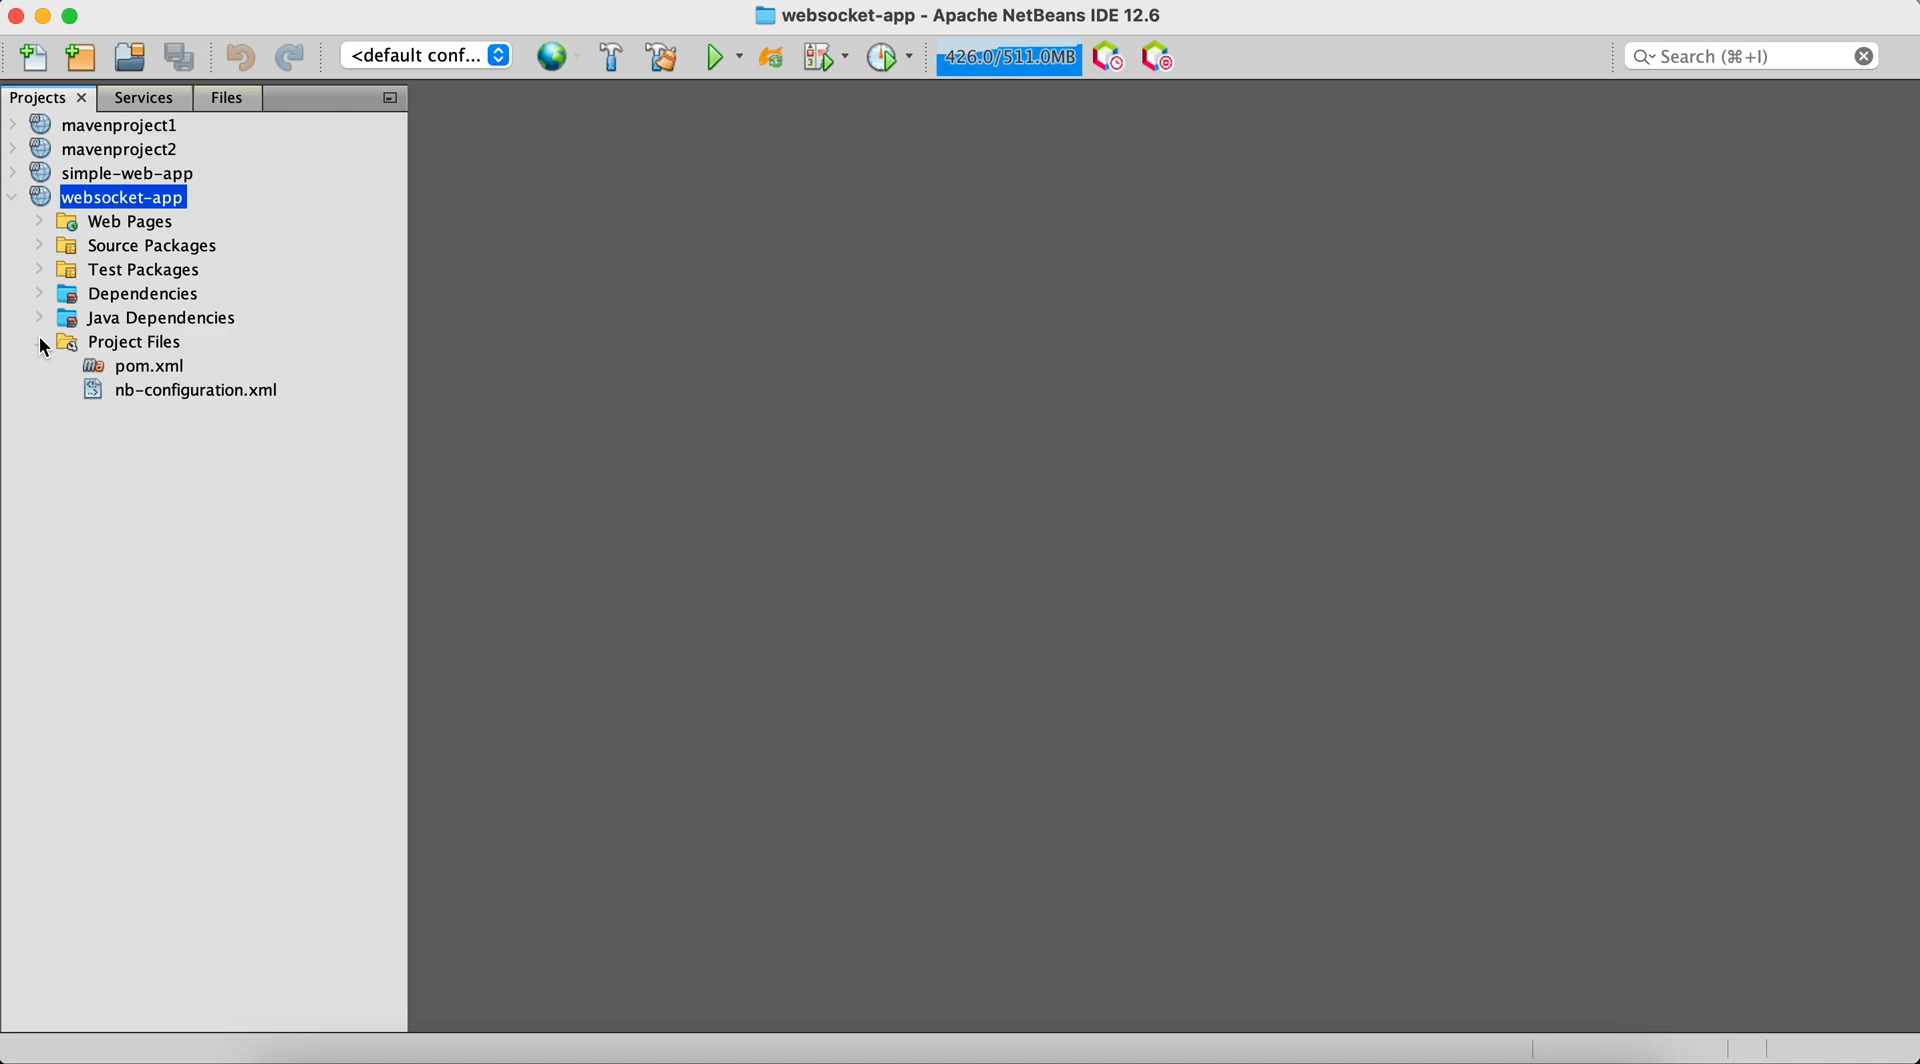 websocket-app - Apache NetBeans IDE 12.6
<default conf...
426.0/511.0MB
Search (⌘+I)
Projects
Services
Files
mavenproject1
mavenproject2
simple-web-app
websocket-app
Web Pages
Source Packages
Test Packages
Dependencies
Java Dependencies
Project Files
pom.xml
nb-configuration.xml